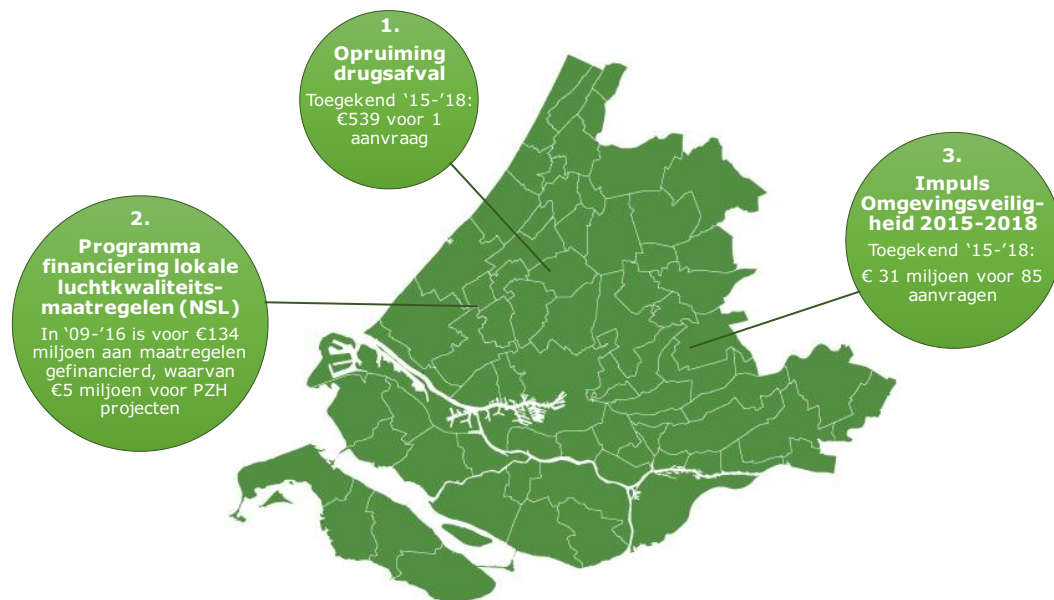 1.
Opruiming
drugsafval
Toegekend ‘15-’18:
€539 voor 1
aanvraag
2.
Programma
financiering lokale
luchtkwaliteits-
maatregelen (NSL)
In ‘09-’16 is voor €134
miljoen aan maatregelen
gefinancierd, waarvan
€5 miljoen voor PZH
projecten
3.
Impuls
Omgevingsveilig-
heid 2015-2018
Toegekend ‘15-’18:
€ 31 miljoen voor 85
aanvragen